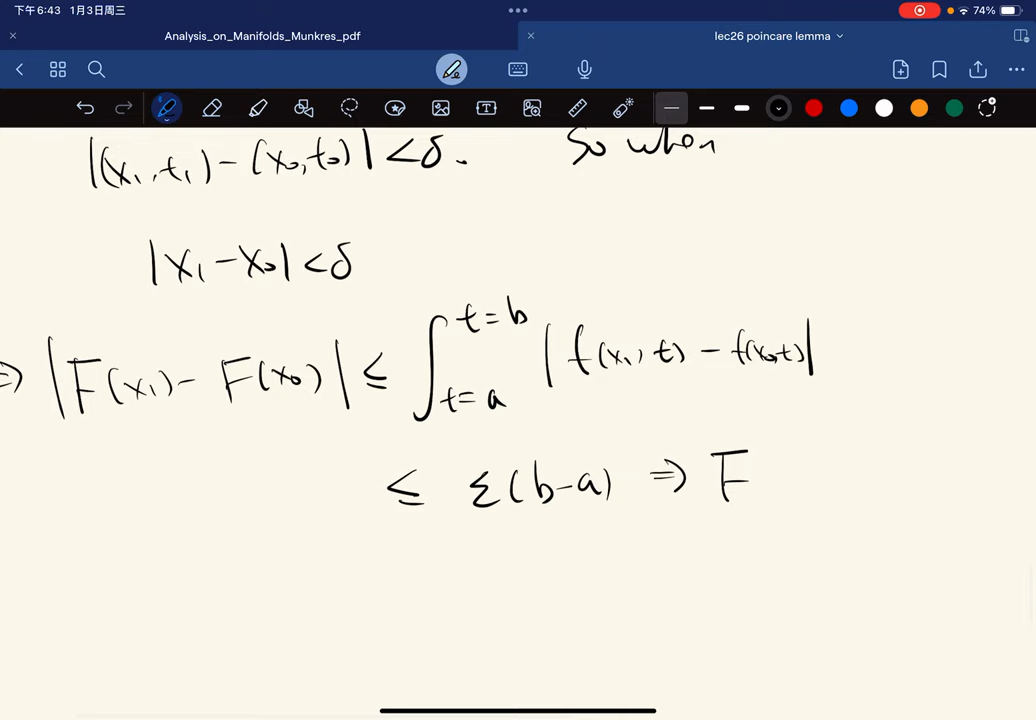 下午6:43 1月3日周三
74%
Analysis_on_Manifolds_Munkres_pdf
lec26 poincare lemma
|(x₁,t₁)-(x₀,t₀)|<δ. So when
|x₁-x₀|<δ
⇒ |F(x₁)-F(x₀)| ≤ ∫_{t=a}^{t=b} |f(x₁,t)-f(x₀,t)|
≤ ε(b-a) ⇒ F